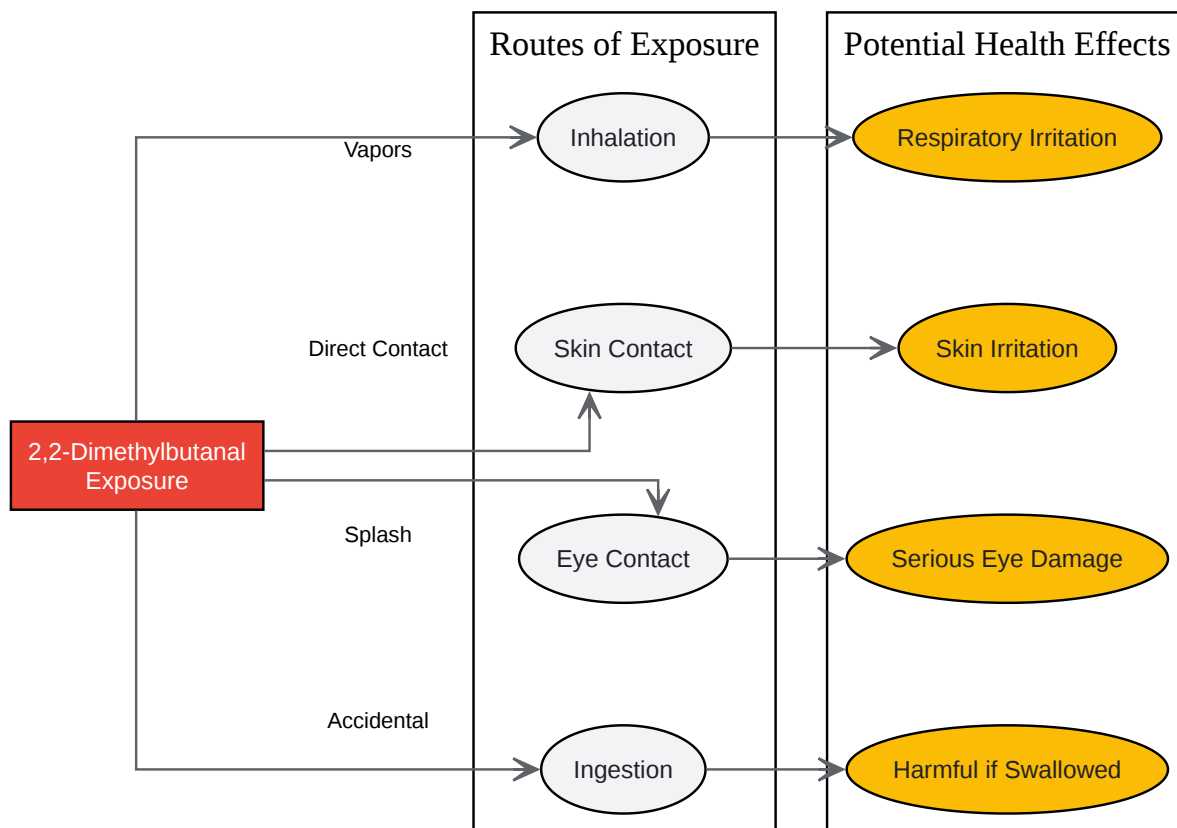 Routes of Exposure
Potential Health Effects
Vapors
Inhalation
Respiratory Irritation
Direct Contact
Skin Contact
Skin Irritation
2,2-Dimethylbutanal
Exposure
Splash
Eye Contact
Serious Eye Damage
Accidental
Ingestion
Harmful if Swallowed